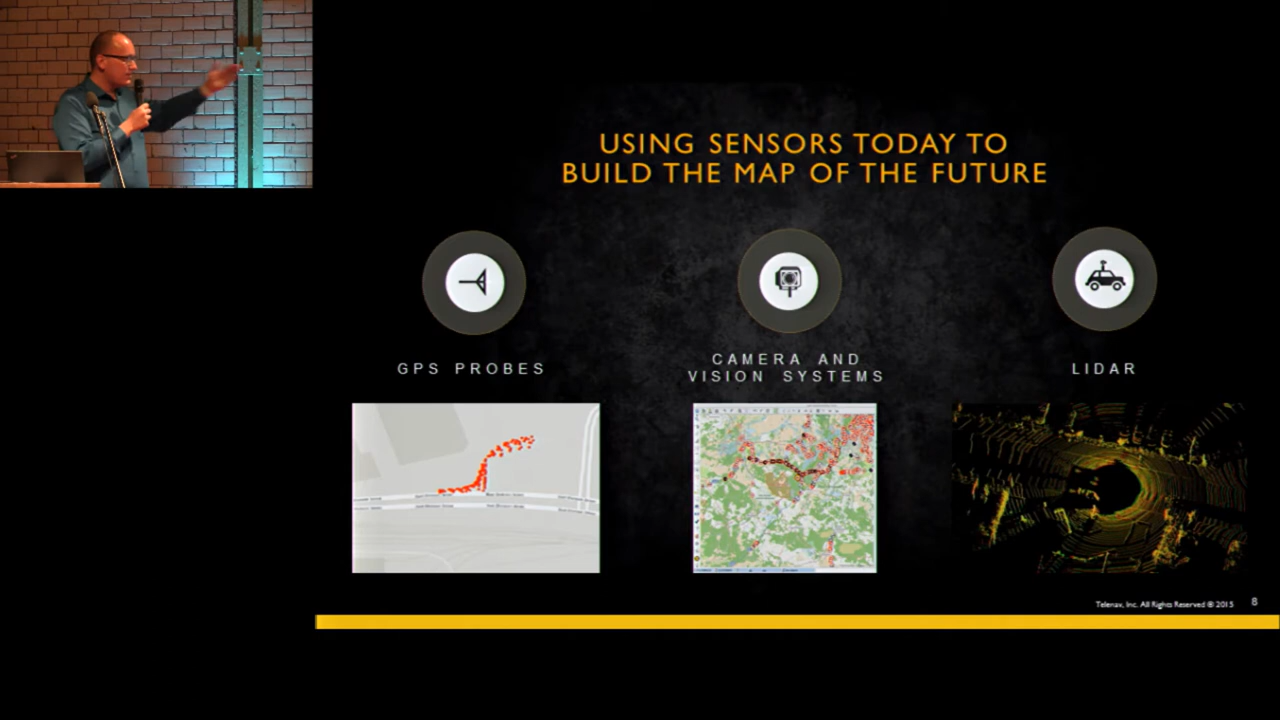 USING SENSORS TODAY TO
BUILD THE MAP OF THE FUTURE
GPS PROBES
CAMERA AND
VISION SYSTEMS
LIDAR
Telenav, Inc. All Rights Reserved ® 2015
8